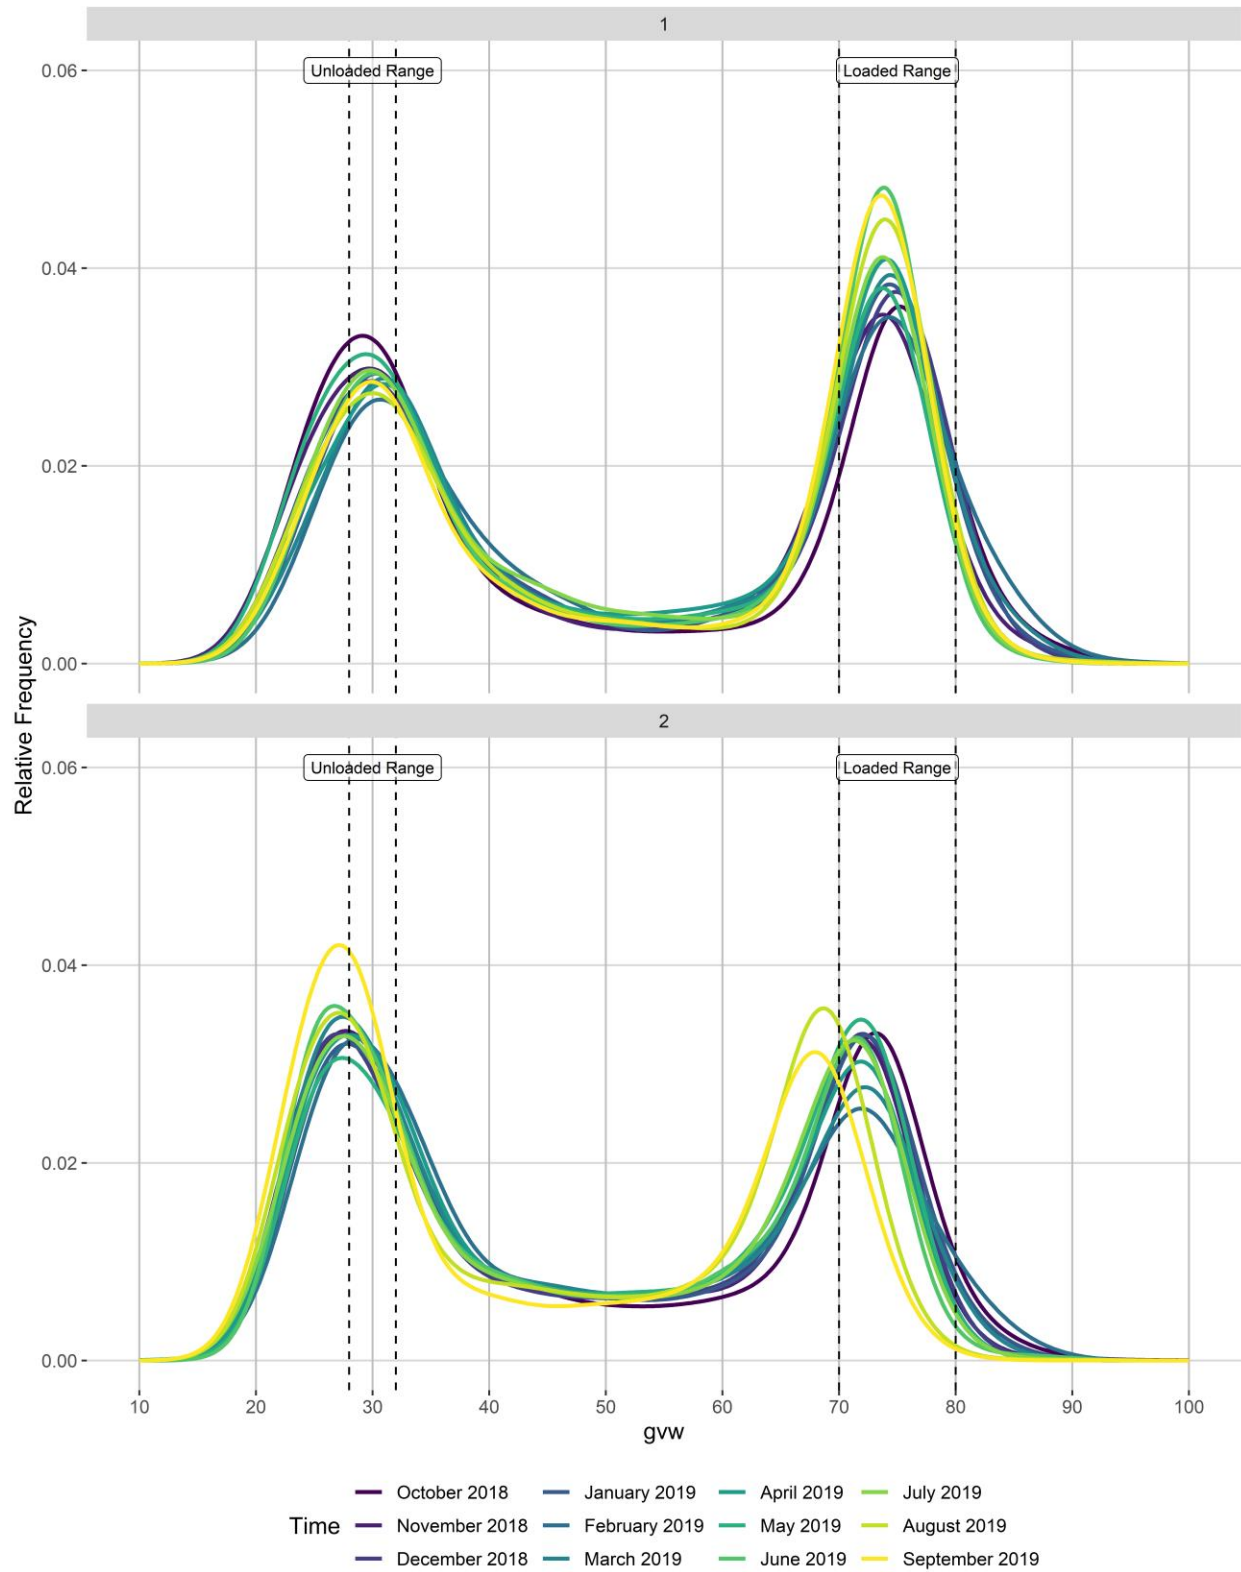 1
Unloaded Range
Loaded Range
0.06
0.04
0.02
0.00
Relative Frequency
2
Unloaded Range
Loaded Range
0.06
0.04
0.02
0.00
10 20 30 40 50 60 70 80 90 100
gvw
Time
October 2018 January 2019 April 2019 July 2019
November 2018 February 2019 May 2019 August 2019
December 2018 March 2019 June 2019 September 2019